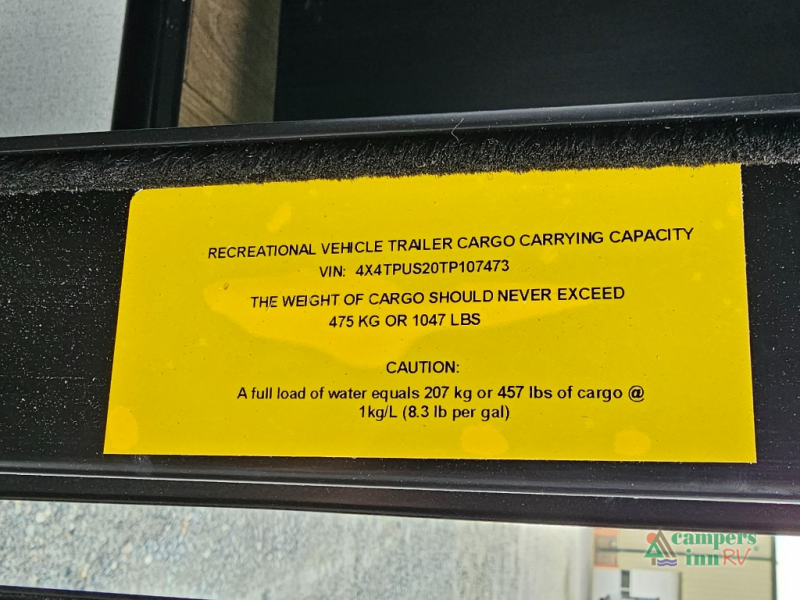 RECREATIONAL VEHICLE TRAILER CARGO CARRYING CAPACITY
VIN: 4X4TPUS20TP107473
THE WEIGHT OF CARGO SHOULD NEVER EXCEED
475 KG OR 1047 LBS
CAUTION:
A full load of water equals 207 kg or 457 lbs of cargo @
1kg/L (8.3 lb per gal)
campers
inn RV